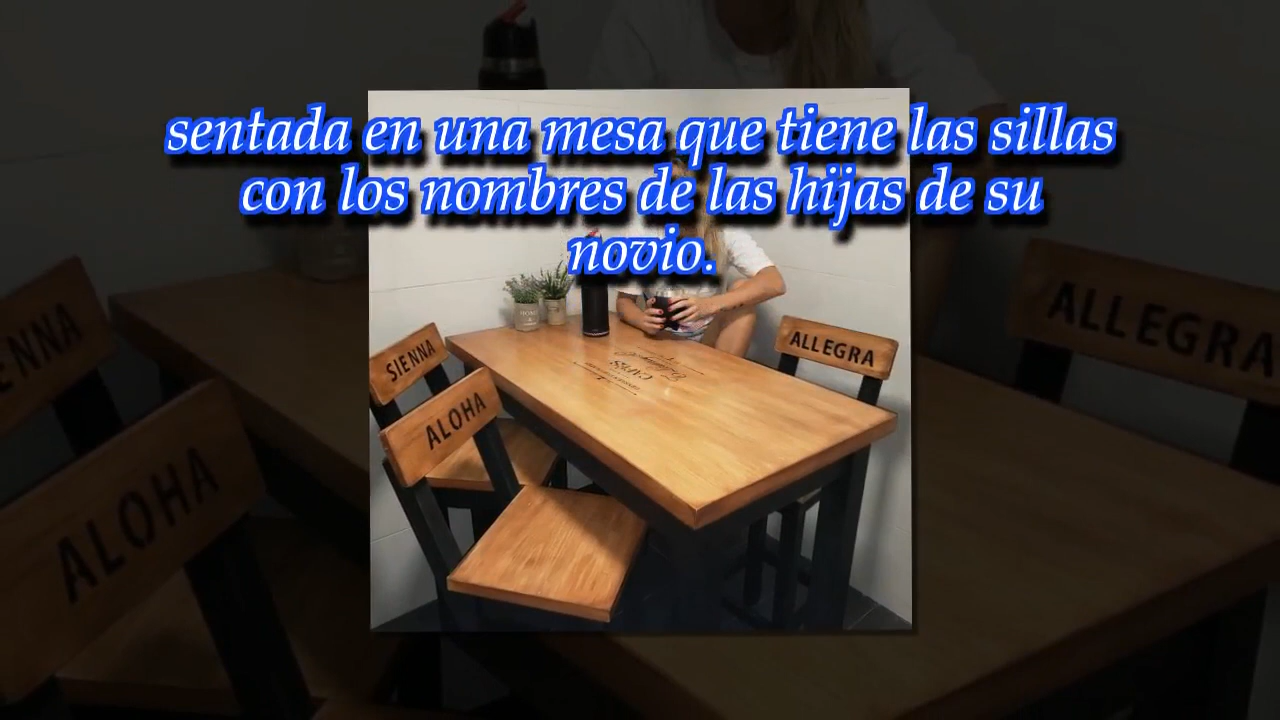 sentada en una mesa que tiene las sillas
con los nombres de las hijas de su
novio.
SIENNA
ALOHA
ALLEGRA
ENNA
ALOHA
ALLEGRA